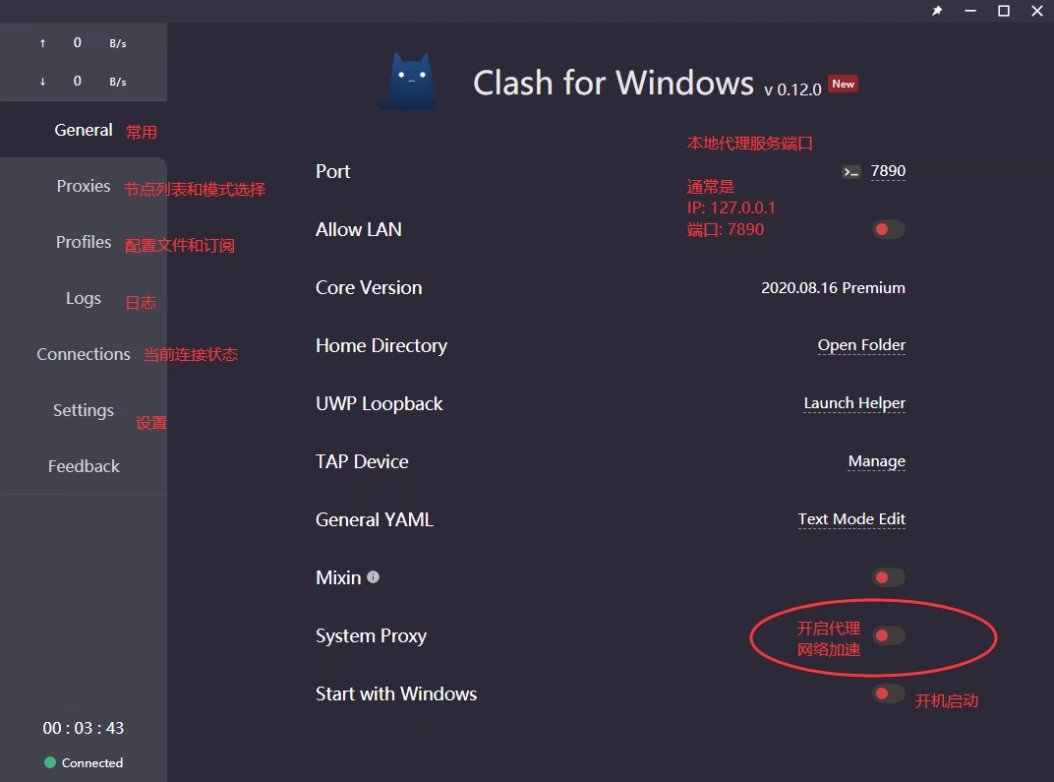 ↑ 0 B/s
↓ 0 B/s
General 常用
Proxies 节点列表和模式选择
Profiles 配置文件和订阅
Logs 日志
Connections 当前连接状态
Settings 设置
Feedback
00 : 03 : 43
Connected
Clash for Windows v 0.12.0 New
本地代理服务端口
Port 7890
通常是
IP: 127.0.0.1
端口: 7890
Allow LAN
Core Version 2020.08.16 Premium
Home Directory Open Folder
UWP Loopback Launch Helper
TAP Device Manage
General YAML Text Mode Edit
Mixin
System Proxy 开启代理
网络加速
Start with Windows 开机启动